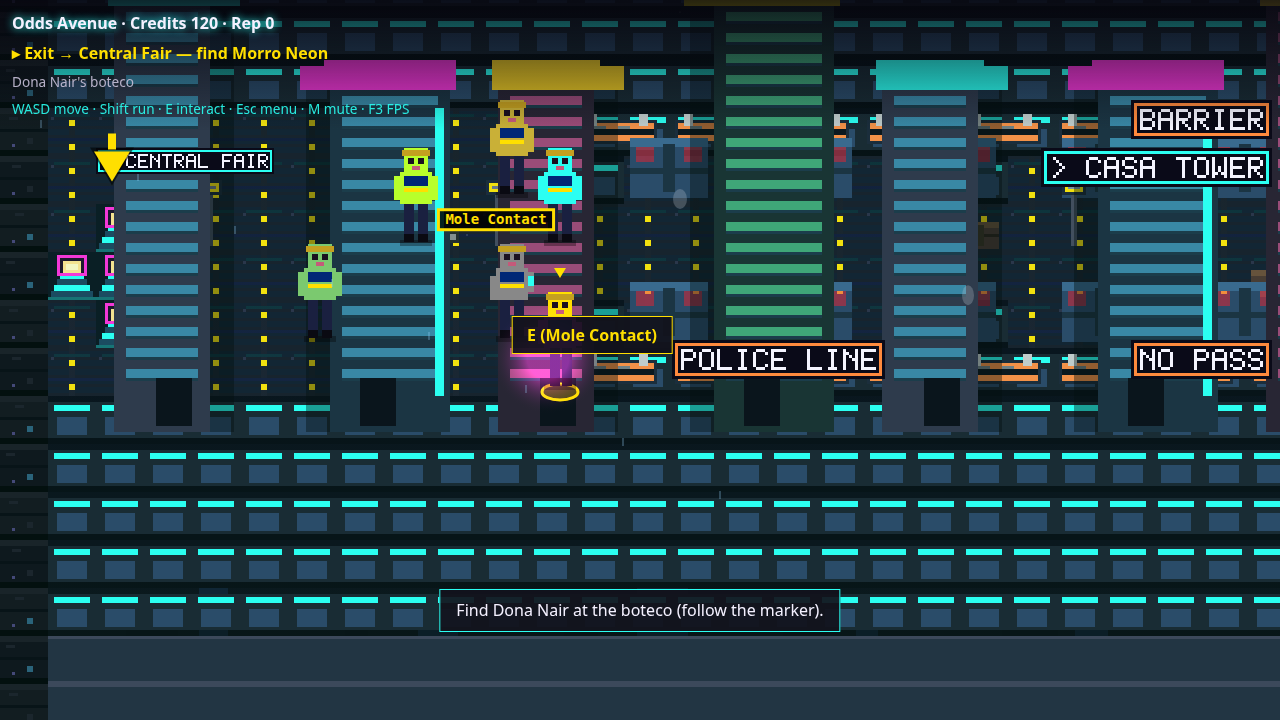 Odds Avenue · Credits 120 · Rep 0
▸ Exit → Central Fair — find Morro Neon
Dona Nair's boteco
WASD move · Shift run · E interact · Esc menu · M mute · F3 FPS
BARRIER
CENTRAL FAIR
> CASA TOWER
Mole Contact
E (Mole Contact)
POLICE LINE
NO PASS
Find Dona Nair at the boteco (follow the marker).